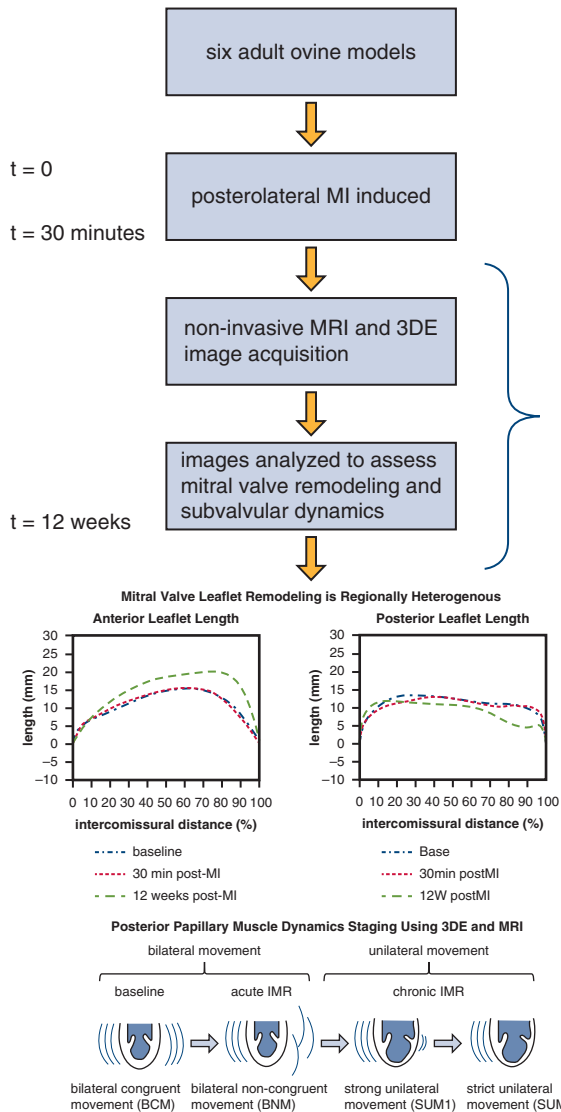 six adult ovine models
t = 0
posterolateral MI induced
t = 30 minutes
non-invasive MRI and 3DE
image acquisition
images analyzed to assess
mitral valve remodeling and
subvalvular dynamics
t = 12 weeks
Mitral Valve Leaflet Remodeling is Regionally Heterogenous
Anterior Leaflet Length
30
25
20
15
10
5
0
–5
–10
length (mm)
0 10 20 30 40 50 60 70 80 90 100
intercomissural distance (%)
baseline
30 min post-MI
12 weeks post-MI
Posterior Leaflet Length
30
25
20
15
10
5
0
–5
–10
length (mm)
0 10 20 30 40 50 60 70 80 90 100
intercomissural distance (%)
Base
30min postMI
12W postMI
Posterior Papillary Muscle Dynamics Staging Using 3DE and MRI
bilateral movement
unilateral movement
baseline
acute IMR
chronic IMR
bilateral congruent
movement (BCM)
bilateral non-congruent
movement (BNM)
strong unilateral
movement (SUM1)
strict unilateral
movement (SUM